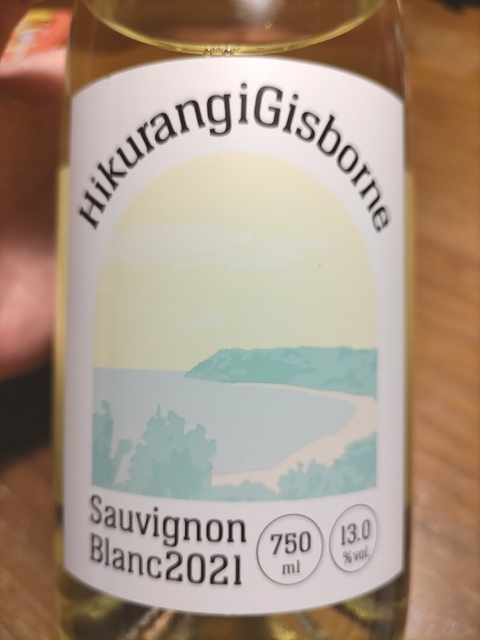 HikurangiGisborne
Sauvignon
Blanc2021
750
ml
13.0
%vol.